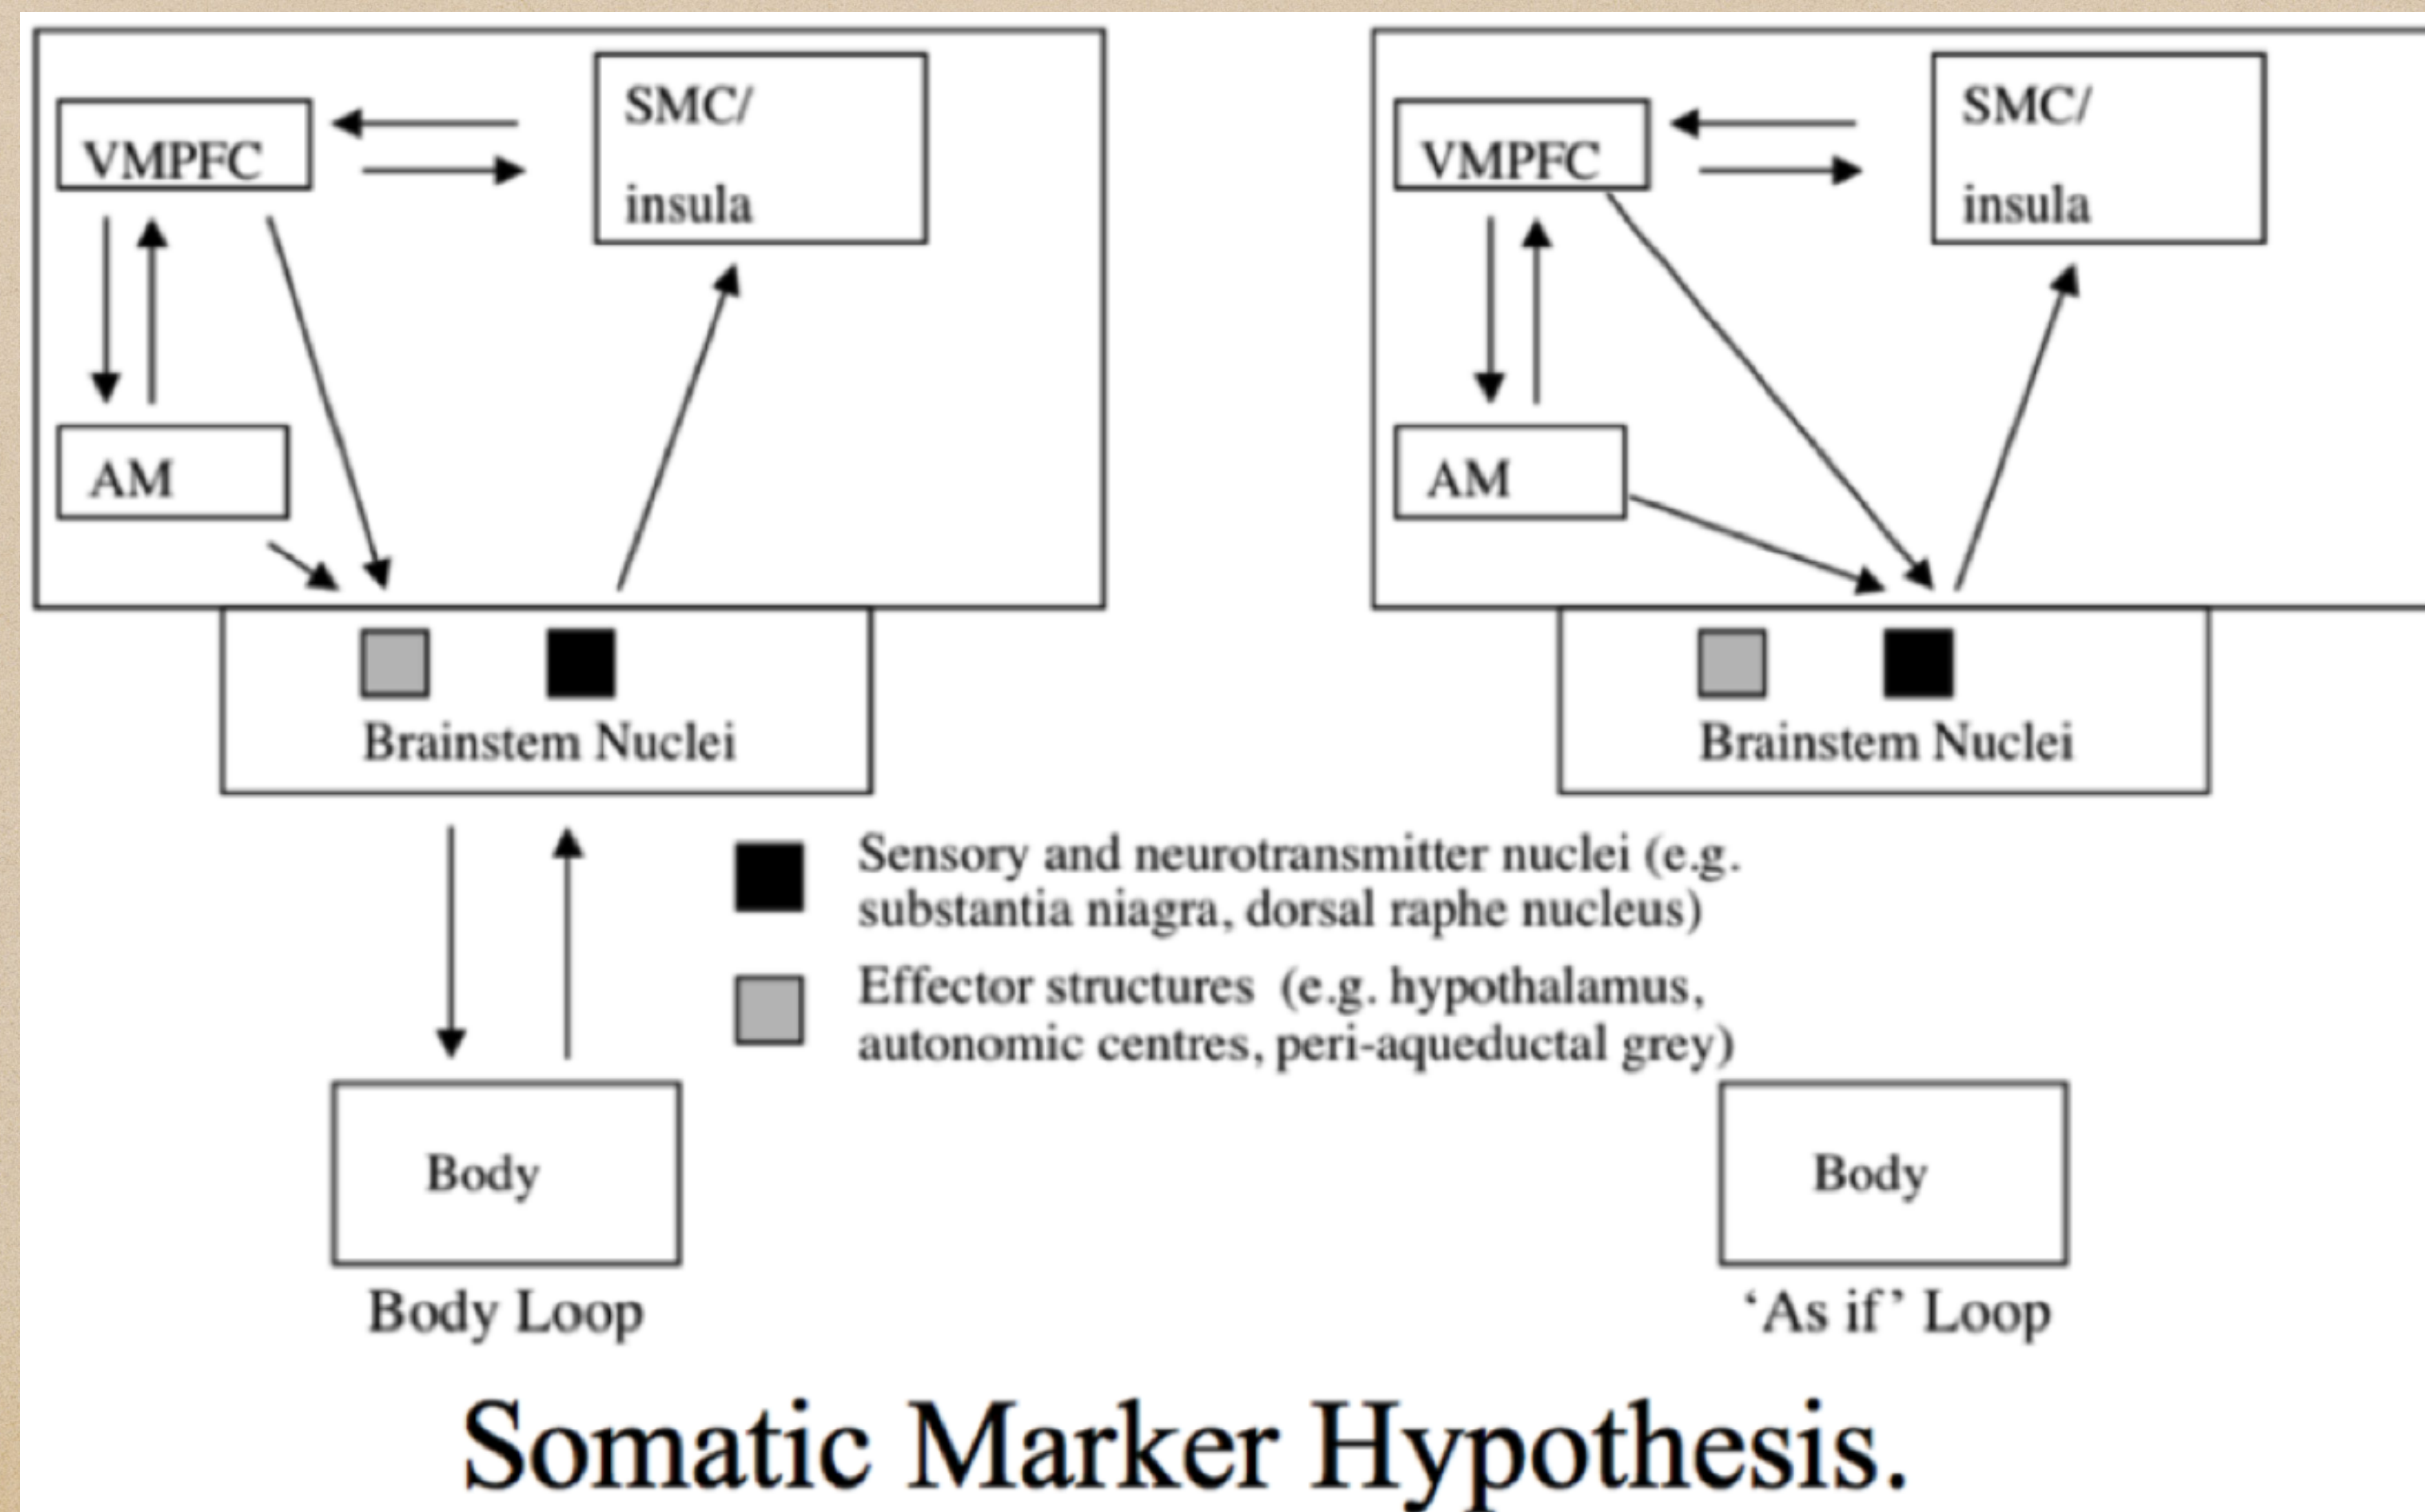 VMPFC
SMC/
insula
AM
Brainstem Nuclei
Body
Body Loop
VMPFC
SMC/
insula
AM
Brainstem Nuclei
Sensory and neurotransmitter nuclei (e.g.
substantia niagra, dorsal raphe nucleus)
Effector structures (e.g. hypothalamus,
autonomic centres, peri-aqueductal grey)
Body
‘As if’ Loop
Somatic Marker Hypothesis.